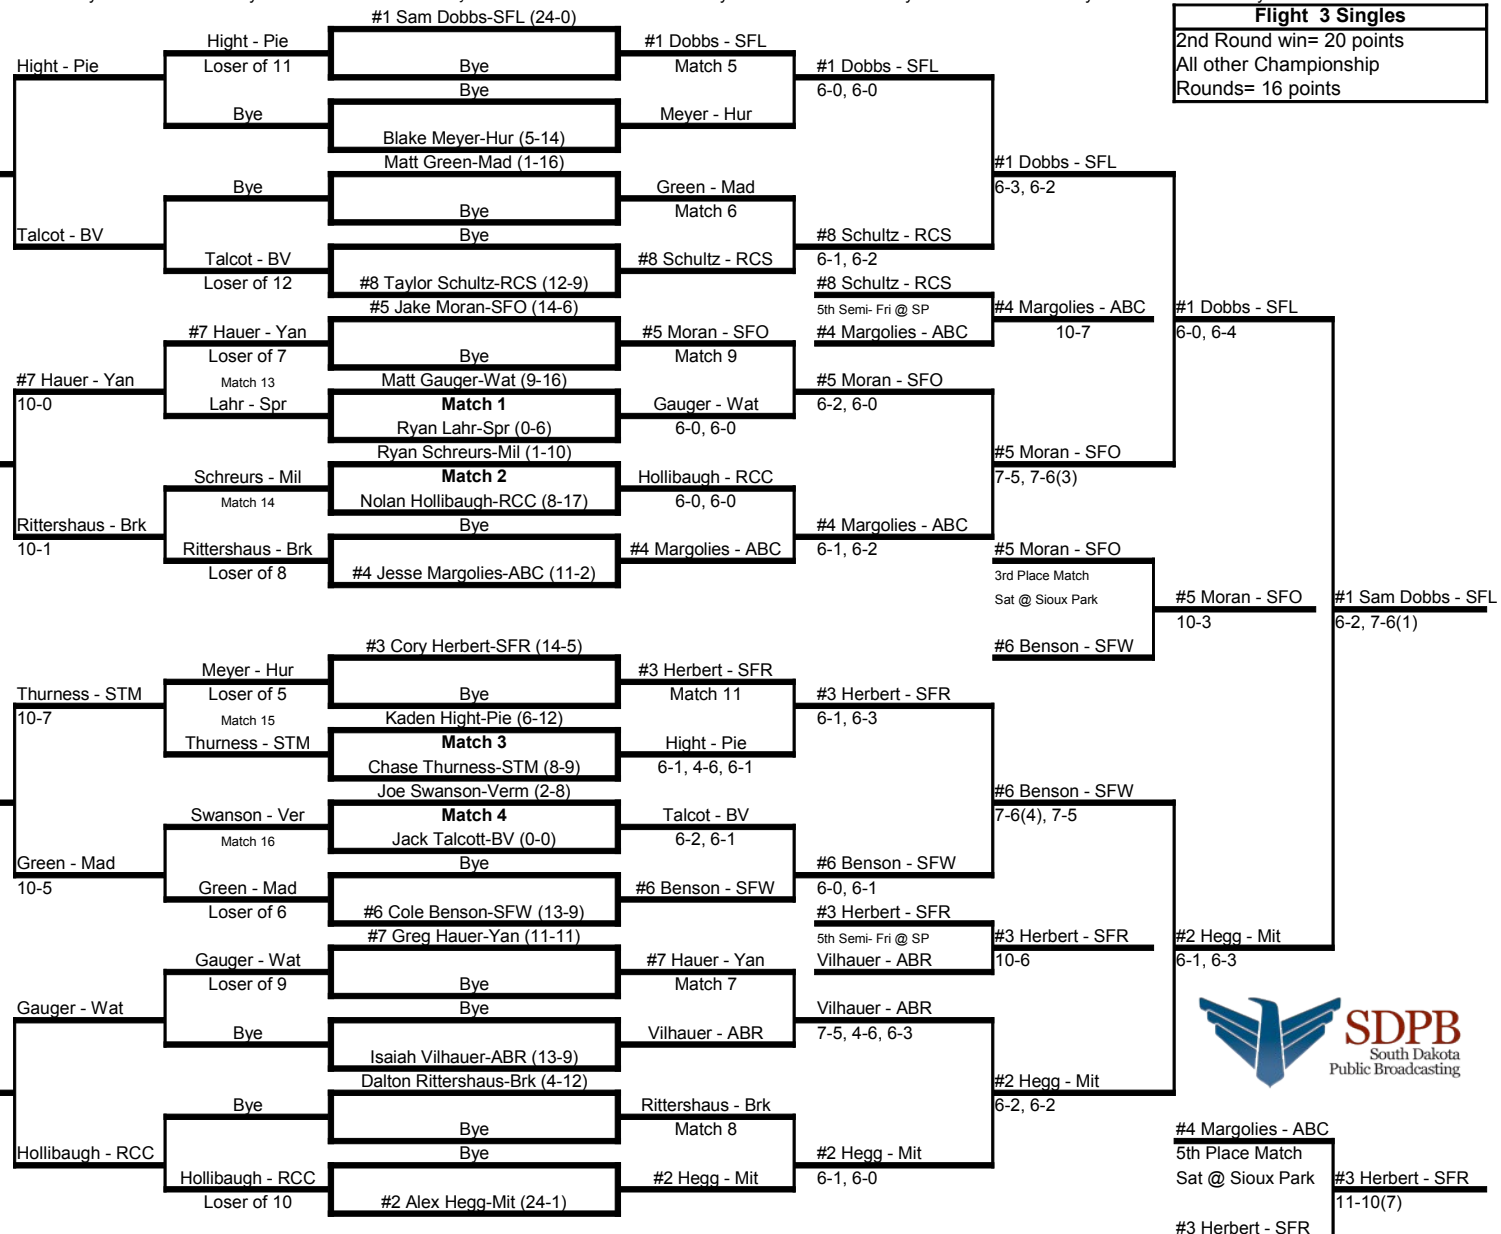 #1 Sam Dobbs-SFL (24-0)
Flight 3 Singles
Hight - Pie
#1 Dobbs - SFL
2nd Round win= 20 points
Hight - Pie
Loser of 11
Bye
Match 5
#1 Dobbs - SFL
All other Championship
Bye
6-0, 6-0
Rounds= 16 points
Bye
Meyer - Hur
Blake Meyer-Hur (5-14)
Matt Green-Mad (1-16)
#1 Dobbs - SFL
Bye
Green - Mad
6-3, 6-2
Bye
Match 6
Talcot - BV
Bye
#8 Schultz - RCS
Talcot - BV
#8 Schultz - RCS
6-1, 6-2
Loser of 12
#8 Taylor Schultz-RCS (12-9)
#8 Schultz - RCS
#5 Jake Moran-SFO (14-6)
5th Semi- Fri @ SP
#4 Margolies - ABC
#1 Dobbs - SFL
#7 Hauer - Yan
#5 Moran - SFO
#4 Margolies - ABC
10-7
6-0, 6-4
Loser of 7
Bye
Match 9
#7 Hauer - Yan
Match 13
Matt Gauger-Wat (9-16)
#5 Moran - SFO
10-0
Lahr - Spr
Match 1
Gauger - Wat
6-2, 6-0
Ryan Lahr-Spr (0-6)
6-0, 6-0
Ryan Schreurs-Mil (1-10)
#5 Moran - SFO
Schreurs - Mil
Match 2
Hollibaugh - RCC
7-5, 7-6(3)
Match 14
Nolan Hollibaugh-RCC (8-17)
6-0, 6-0
Rittershaus - Brk
Bye
#4 Margolies - ABC
10-1
Rittershaus - Brk
#4 Margolies - ABC
6-1, 6-2
#5 Moran - SFO
Loser of 8
#4 Jesse Margolies-ABC (11-2)
3rd Place Match
Sat @ Sioux Park
#5 Moran - SFO
#1 Sam Dobbs - SFL
10-3
6-2, 7-6(1)
#3 Cory Herbert-SFR (14-5)
#6 Benson - SFW
Meyer - Hur
#3 Herbert - SFR
Thurness - STM
Loser of 5
Bye
Match 11
#3 Herbert - SFR
10-7
Match 15
Kaden Hight-Pie (6-12)
6-1, 6-3
Thurness - STM
Match 3
Hight - Pie
Chase Thurness-STM (8-9)
6-1, 4-6, 6-1
Joe Swanson-Verm (2-8)
#6 Benson - SFW
Swanson - Ver
Match 4
Talcot - BV
7-6(4), 7-5
Match 16
Jack Talcott-BV (0-0)
6-2, 6-1
Green - Mad
Bye
#6 Benson - SFW
10-5
Green - Mad
#6 Benson - SFW
6-0, 6-1
Loser of 6
#6 Cole Benson-SFW (13-9)
#3 Herbert - SFR
#7 Greg Hauer-Yan (11-11)
5th Semi- Fri @ SP
#3 Herbert - SFR
#2 Hegg - Mit
Gauger - Wat
#7 Hauer - Yan
Vilhauer - ABR
10-6
6-1, 6-3
Loser of 9
Bye
Match 7
Gauger - Wat
Bye
Vilhauer - ABR
Bye
Vilhauer - ABR
7-5, 4-6, 6-3
SDPB
Isaiah Vilhauer-ABR (13-9)
South Dakota
Public Broadcasting
Dalton Rittershaus-Brk (4-12)
#2 Hegg - Mit
Bye
Rittershaus - Brk
6-2, 6-2
Bye
Match 8
#4 Margolies - ABC
Hollibaugh - RCC
Bye
#2 Hegg - Mit
5th Place Match
Hollibaugh - RCC
#2 Hegg - Mit
6-1, 6-0
Sat @ Sioux Park
#3 Herbert - SFR
Loser of 10
#2 Alex Hegg-Mit (24-1)
11-10(7)
#3 Herbert - SFR